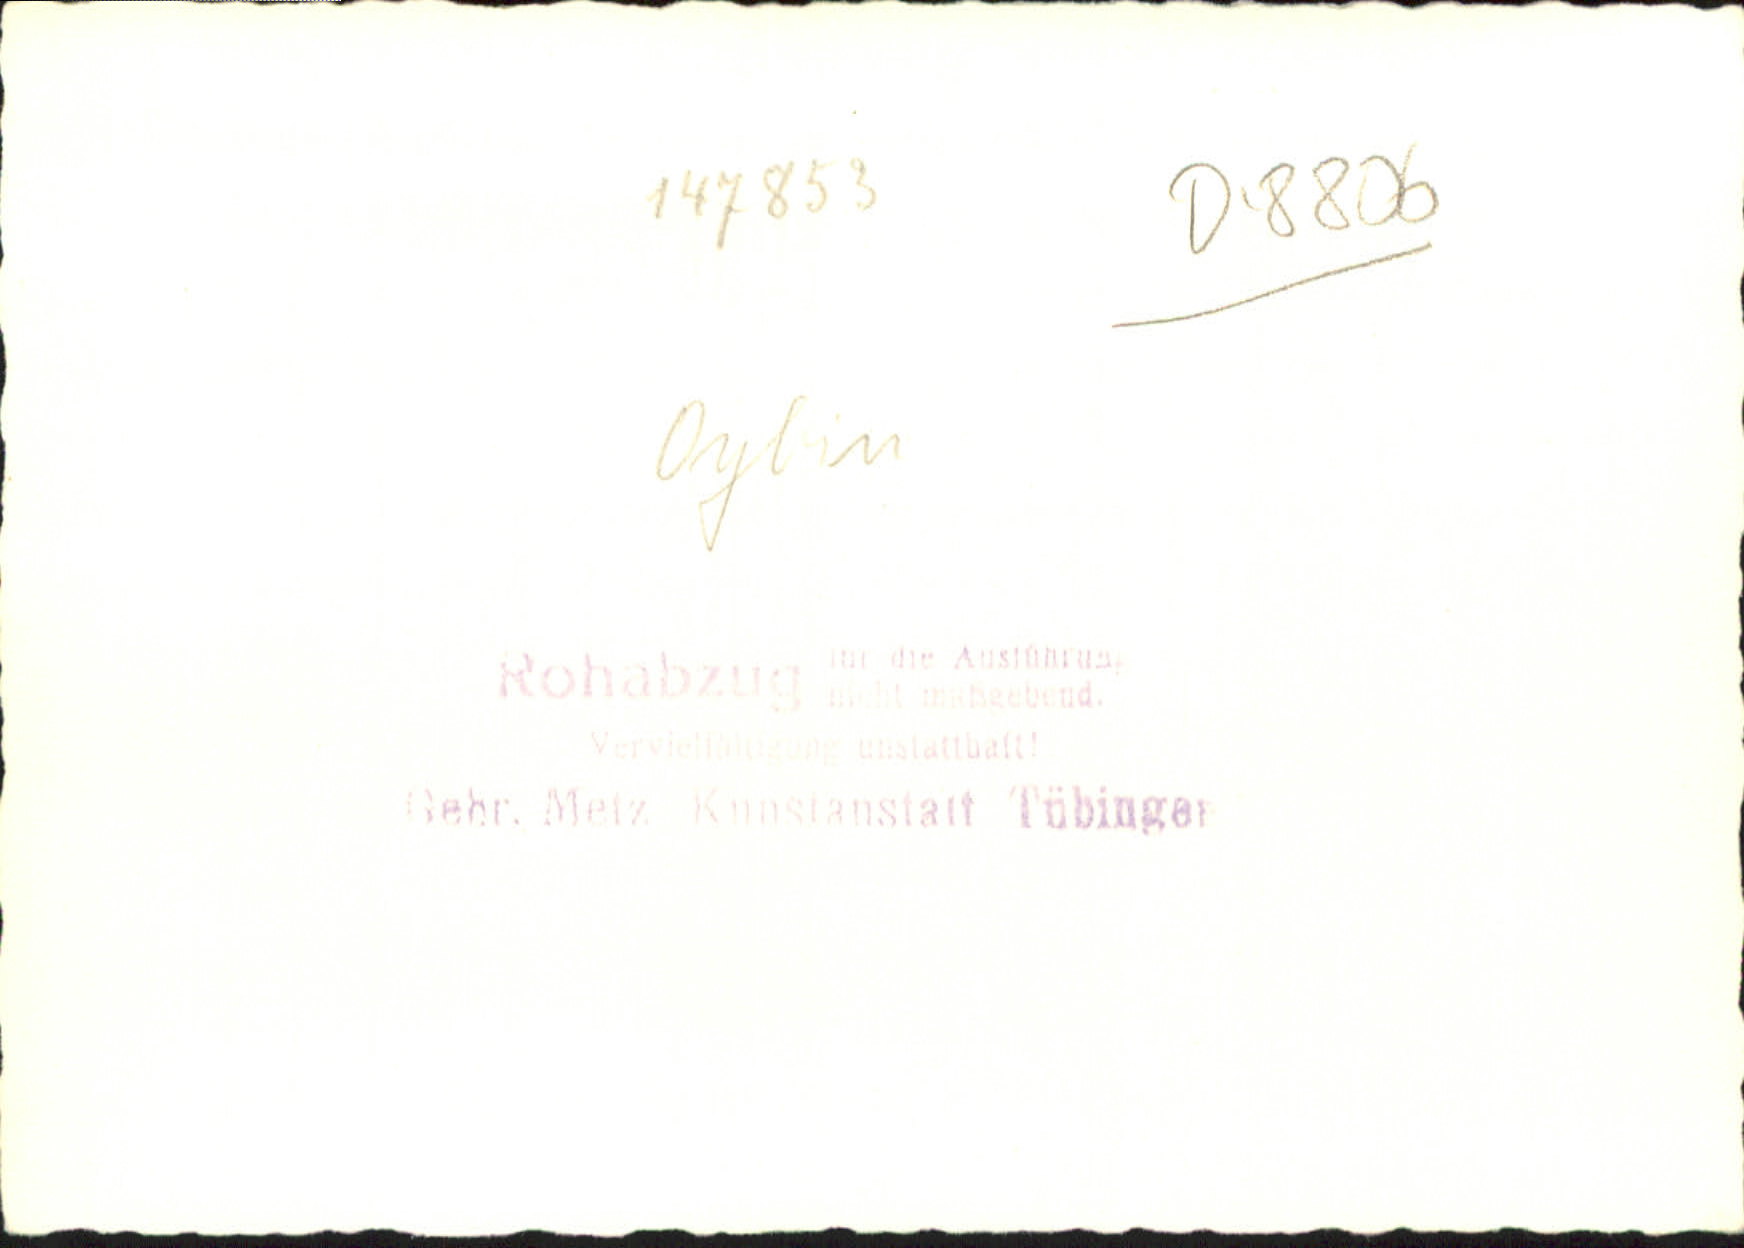 147853
D-8806
Oybin
Rohabzug für die Ausführung
nicht maßgebend.
Vervielfältigung unstatthaft!
Gebr. Metz Kunstanstalt Tübingen